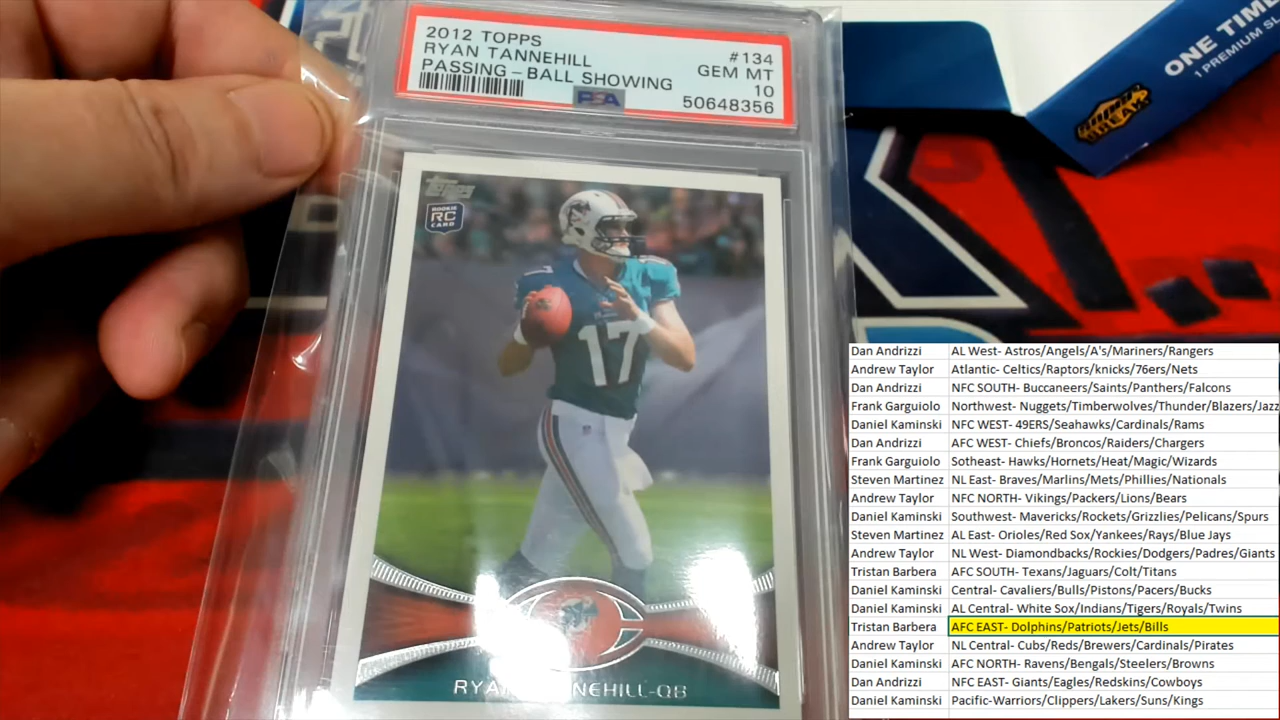 2012 TOPPS
RYAN TANNEHILL
PASSING-BALL SHOWING
#134
GEM MT
10
50648356
PSA
ONE TIME
1 PREMIUM
BREAK
Topps
ROOKIE
RC
CARD
17
17
RYAN TANNEHILL-QB
Dan Andrizzi AL West- Astros/Angels/A's/Mariners/Rangers
Andrew Taylor Atlantic- Celtics/Raptors/knicks/76ers/Nets
Dan Andrizzi NFC SOUTH- Buccaneers/Saints/Panthers/Falcons
Frank Garguiolo Northwest- Nuggets/Timberwolves/Thunder/Blazers/Jazz
Daniel Kaminski NFC WEST- 49ERS/Seahawks/Cardinals/Rams
Dan Andrizzi AFC WEST- Chiefs/Broncos/Raiders/Chargers
Frank Garguiolo Sotheast- Hawks/Hornets/Heat/Magic/Wizards
Steven Martinez NL East- Braves/Marlins/Mets/Phillies/Nationals
Andrew Taylor NFC NORTH- Vikings/Packers/Lions/Bears
Daniel Kaminski Southwest- Mavericks/Rockets/Grizzlies/Pelicans/Spurs
Steven Martinez AL East- Orioles/Red Sox/Yankees/Rays/Blue Jays
Andrew Taylor NL West- Diamondbacks/Rockies/Dodgers/Padres/Giants
Tristan Barbera AFC SOUTH- Texans/Jaguars/Colt/Titans
Daniel Kaminski Central- Cavaliers/Bulls/Pistons/Pacers/Bucks
Daniel Kaminski AL Central- White Sox/Indians/Tigers/Royals/Twins
Tristan Barbera AFC EAST- Dolphins/Patriots/Jets/Bills
Andrew Taylor NL Central- Cubs/Reds/Brewers/Cardinals/Pirates
Daniel Kaminski AFC NORTH- Ravens/Bengals/Steelers/Browns
Dan Andrizzi NFC EAST- Giants/Eagles/Redskins/Cowboys
Daniel Kaminski Pacific-Warriors/Clippers/Lakers/Suns/Kings